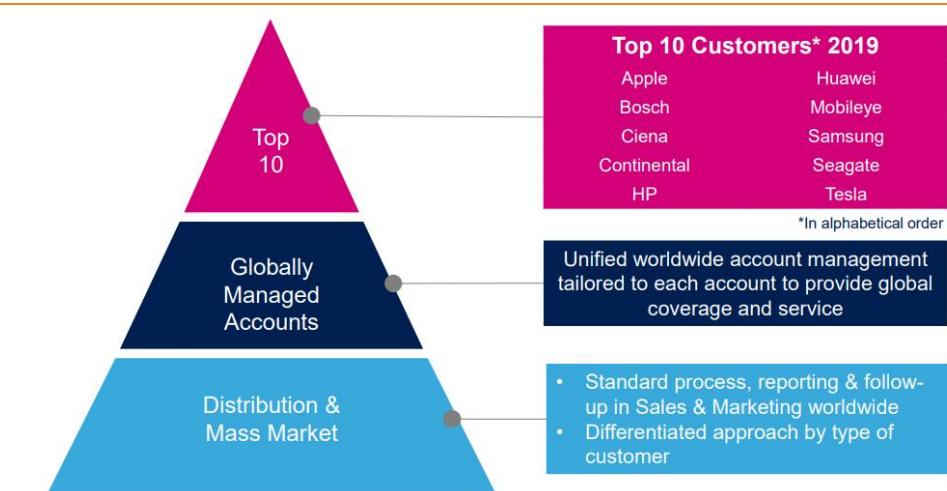 Top
10
Top 10 Customers* 2019
Apple
Huawei
Bosch
Mobileye
Ciena
Samsung
Continental
Seagate
HP
Tesla
*In alphabetical order
Globally
Managed
Accounts
Unified worldwide account management
tailored to each account to provide global
coverage and service
Distribution &
Mass Market
• Standard process, reporting & follow-
up in Sales & Marketing worldwide
• Differentiated approach by type of
customer